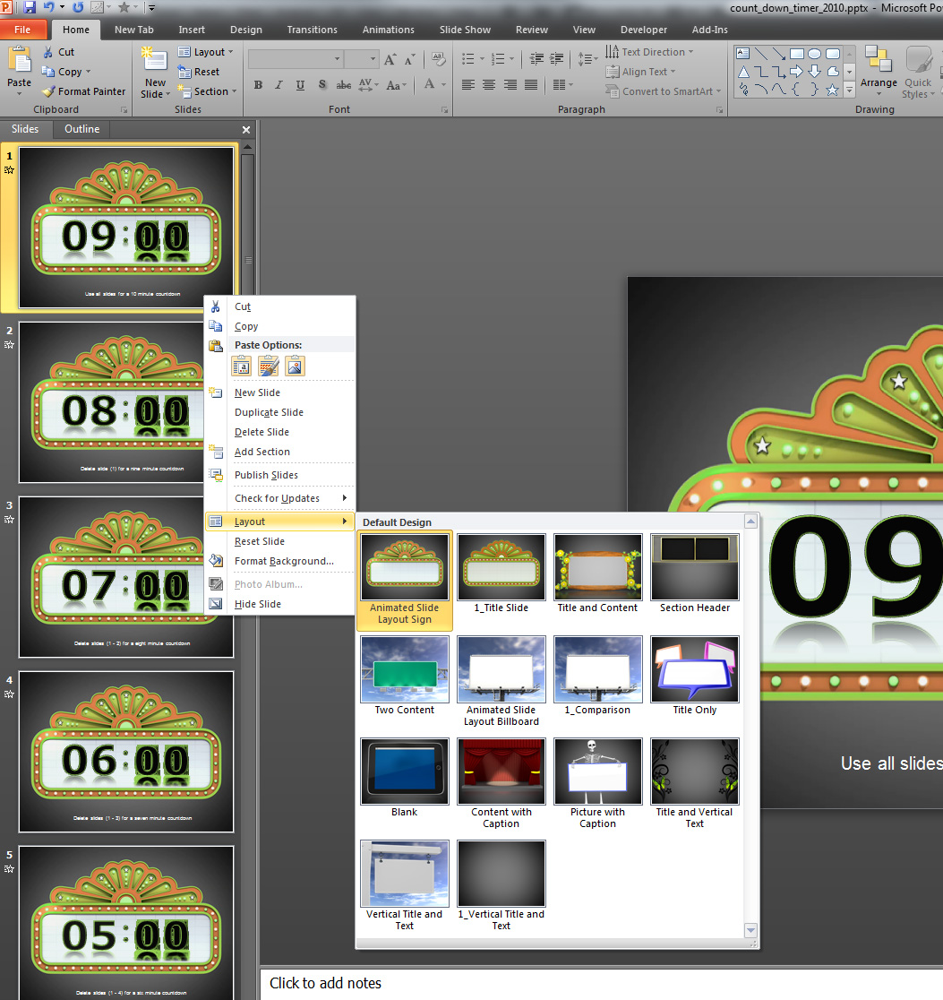 count_down_timer_2010.pptx - Microsoft Po
File Home New Tab Insert Design Transitions Animations Slide Show Review View Developer Add-Ins
Paste
Cut
Copy
Format Painter
Clipboard
New
Slide
Layout
Reset
Section
Slides
B I U S abc AV Aa A
Font
Text Direction
Align Text
Convert to SmartArt
Paragraph
Arrange
Quick
Styles
Drawing
Slides Outline
1
09:00
Use all slides for a 10 minute countdown
2
08:00
Delete slide (1) for a nine minute countdown
3
07:00
Delete slides (1 - 2) for a eight minute countdown
4
06:00
Delete slides (1 - 3) for a seven minute countdown
5
05:00
Delete slides (1 - 4) for a six minute countdown
Cut
Copy
Paste Options:
New Slide
Duplicate Slide
Delete Slide
Add Section
Publish Slides
Check for Updates
Layout
Reset Slide
Format Background...
Photo Album...
Hide Slide
Default Design
Animated Slide
Layout Sign
1_Title Slide
Title and Content
Section Header
Two Content
Animated Slide
Layout Billboard
1_Comparison
Title Only
Blank
Content with
Caption
Picture with
Caption
Title and Vertical
Text
Vertical Title and
Text
1_Vertical Title and
Text
09
Use all slides
Click to add notes